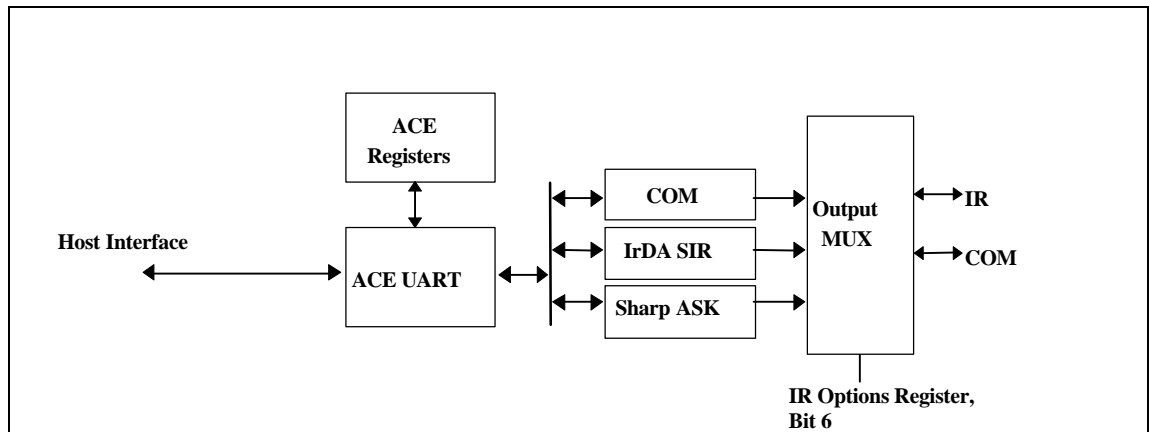 ACE
Registers
Host Interface
ACE UART
COM
IrDA SIR
Sharp ASK
Output
MUX
IR
COM
IR Options Register,
Bit 6